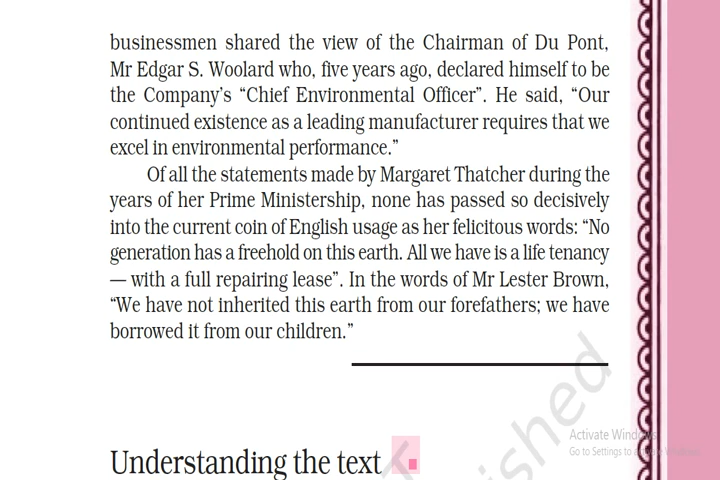 businessmen shared the view of the Chairman of Du Pont,
Mr Edgar S. Woolard who, five years ago, declared himself to be
the Company’s “Chief Environmental Officer”. He said, “Our
continued existence as a leading manufacturer requires that we
excel in environmental performance.”
Of all the statements made by Margaret Thatcher during the
years of her Prime Ministership, none has passed so decisively
into the current coin of English usage as her felicitous words: “No
generation has a freehold on this earth. All we have is a life tenancy
— with a full repairing lease”. In the words of Mr Lester Brown,
“We have not inherited this earth from our forefathers; we have
borrowed it from our children.”
Activate Windows
Go to Settings to activate Windows.
Understanding the text